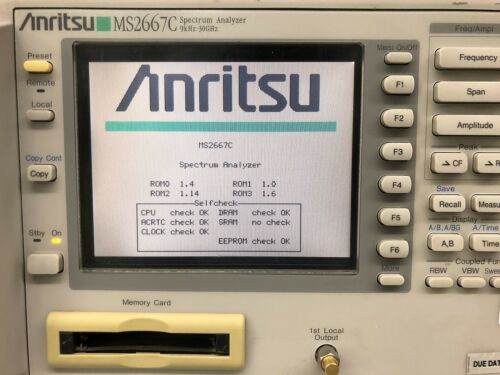 Anritsu MS2667C Spectrum Analyzer
9kHz-30GHz
Preset
Remote
Local
Copy Cont
Copy
Stby On
Anritsu
MS2667C
Spectrum Analyzer
ROM0 1.4 ROM1 1.0
ROM2 1.14 ROM3 1.6
Selfcheck
CPU check OK DRAM check OK
ACRTC check OK SRAM no check
CLOCK check OK
EEPROM check OK
Menu On/Off
F1
F2
F3
F4
F5
F6
More
Freq/Ampl
Frequency
Span
Amplitude
Peak
→ CF
Save
Recall
Display
A/B, A/BG A/Time
A,B
Coupled
RBW VBW
Memory Card
1st Local
Output
DUE